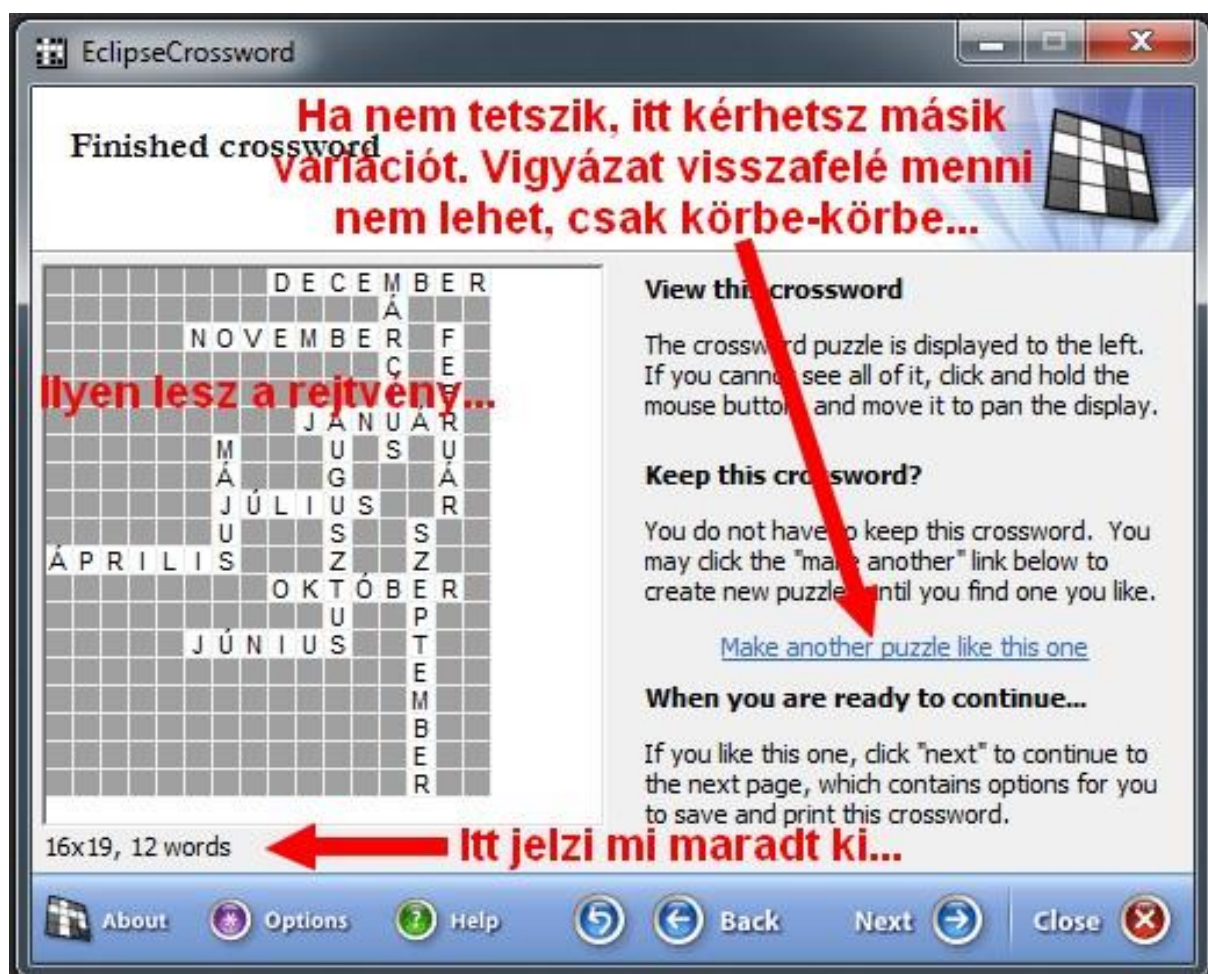 EclipseCrossword
Finished crossword
Ha nem tetszik, itt kérhetsz másik
variációt. Vigyázat visszafelé menni
nem lehet, csak körbe-körbe...
DECEMBER
MÁRCIUS
NOVEMBER
FEBRUÁR
Ilyen lesz a rejtvény...
JANUÁR
AUGUSZTUS
MÁJUS
JÚLIUS
SZEPTEMBER
ÁPRILIS
OKTÓBER
JÚNIUS
16x19, 12 words
Itt jelzi mi maradt ki...
View this crossword
The crossword puzzle is displayed to the left.
If you cannot see all of it, click and hold the
mouse button, and move it to pan the display.
Keep this crossword?
You do not have to keep this crossword. You
may click the "make another" link below to
create new puzzles until you find one you like.
Make another puzzle like this one
When you are ready to continue...
If you like this one, click "next" to continue to
the next page, which contains options for you
to save and print this crossword.
About Options Help Back Next Close